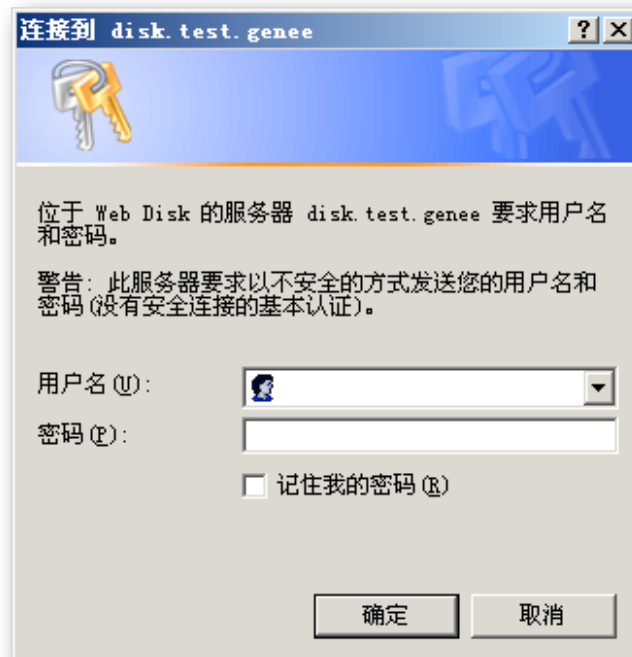 连接到 disk.test.genee
位于 Web Disk 的服务器 disk.test.genee 要求用户名
和密码。
警告: 此服务器要求以不安全的方式发送您的用户名和
密码(没有安全连接的基本认证)。
用户名(U):
密码(P):
记住我的密码(R)
确定
取消